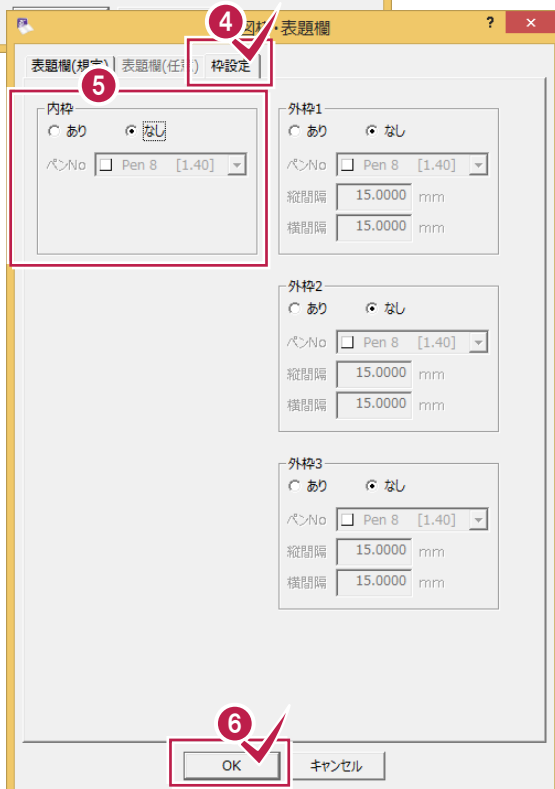 4
図枠・表題欄
?
×
表題欄(規定) 表題欄(任意) 枠設定
5
内枠
あり なし
ペンNo Pen 8 [1.40]
外枠1
あり なし
ペンNo Pen 8 [1.40]
縦間隔 15.0000 mm
横間隔 15.0000 mm
外枠2
あり なし
ペンNo Pen 8 [1.40]
縦間隔 15.0000 mm
横間隔 15.0000 mm
外枠3
あり なし
ペンNo Pen 8 [1.40]
縦間隔 15.0000 mm
横間隔 15.0000 mm
6
OK キャンセル